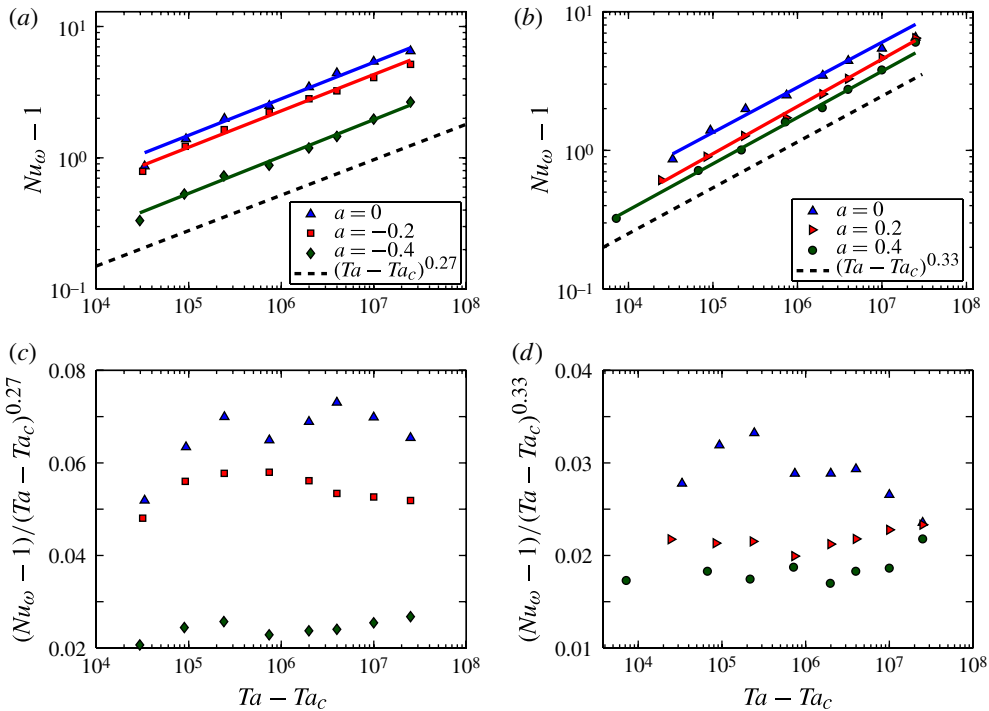 (a)
10^1
10^0
10^{-1}
Nu_ω − 1
a = 0
a = −0.2
a = −0.4
(Ta − Ta_c)^{0.27}
10^4 10^5 10^6 10^7 10^8
(b)
10^1
10^0
10^{-1}
Nu_ω − 1
a = 0
a = 0.2
a = 0.4
(Ta − Ta_c)^{0.33}
10^4 10^5 10^6 10^7 10^8
(c)
0.08
0.06
0.04
0.02
(Nu_ω − 1)/(Ta − Ta_c)^{0.27}
10^4 10^5 10^6 10^7 10^8
Ta − Ta_c
(d)
0.04
0.03
0.02
0.01
(Nu_ω − 1)/(Ta − Ta_c)^{0.33}
10^4 10^5 10^6 10^7 10^8
Ta − Ta_c